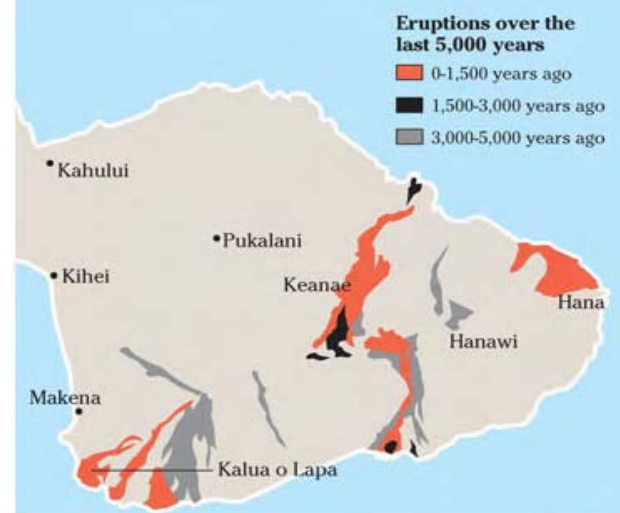 Eruptions over the
last 5,000 years
0-1,500 years ago
1,500-3,000 years ago
3,000-5,000 years ago
Kahului
Pukalani
Kihei
Keanae
Hana
Hanawi
Makena
Kalua o Lapa